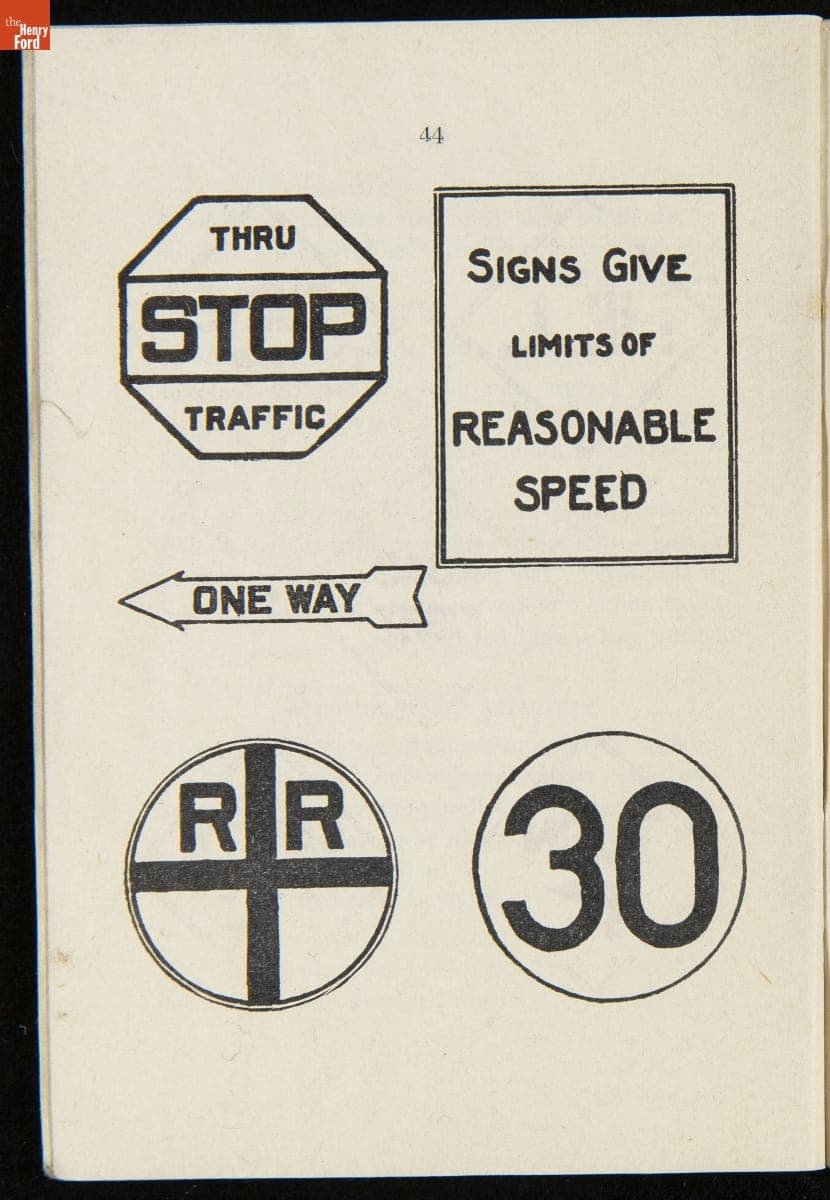 the
Henry
Ford
44
THRU
STOP
TRAFFIC
SIGNS GIVE
LIMITS OF
REASONABLE
SPEED
ONE WAY
R R
30